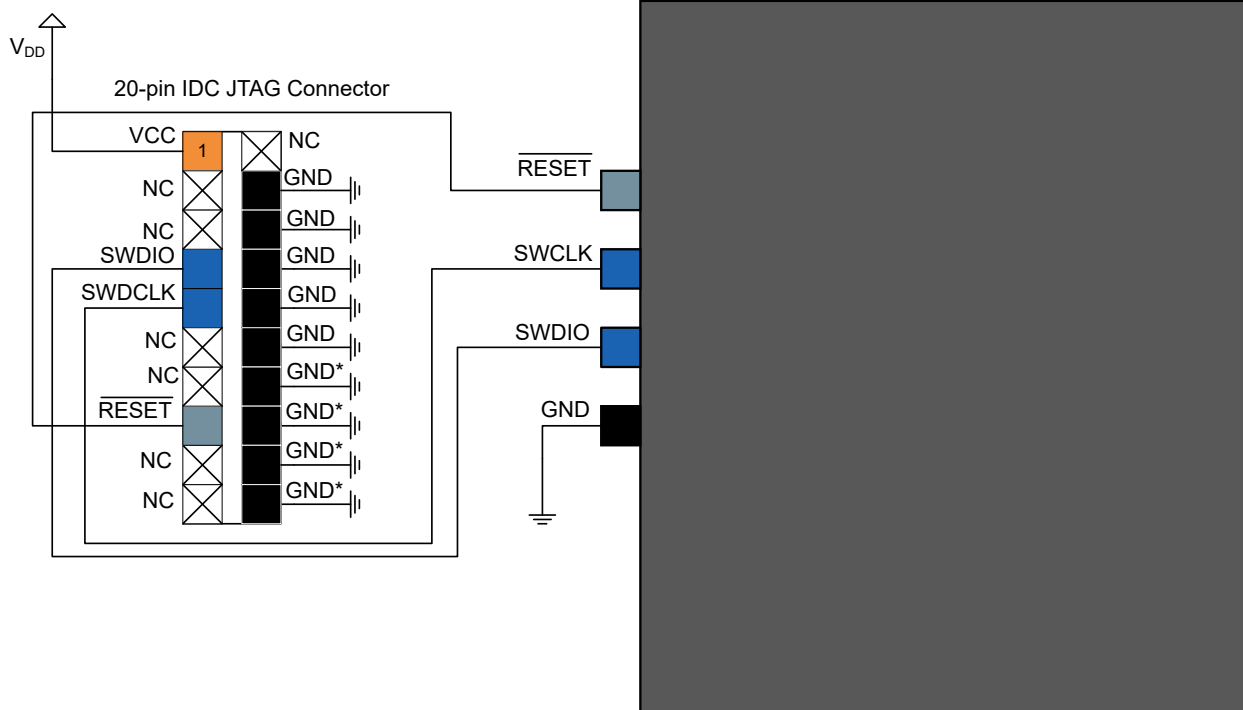 V_DD
20-pin IDC JTAG Connector
VCC
1
NC
NC
GND
NC
GND
SWDIO
GND
SWDCLK
GND
NC
GND
NC
GND*
RESET
GND*
NC
GND*
NC
GND*
RESET
SWCLK
SWDIO
GND